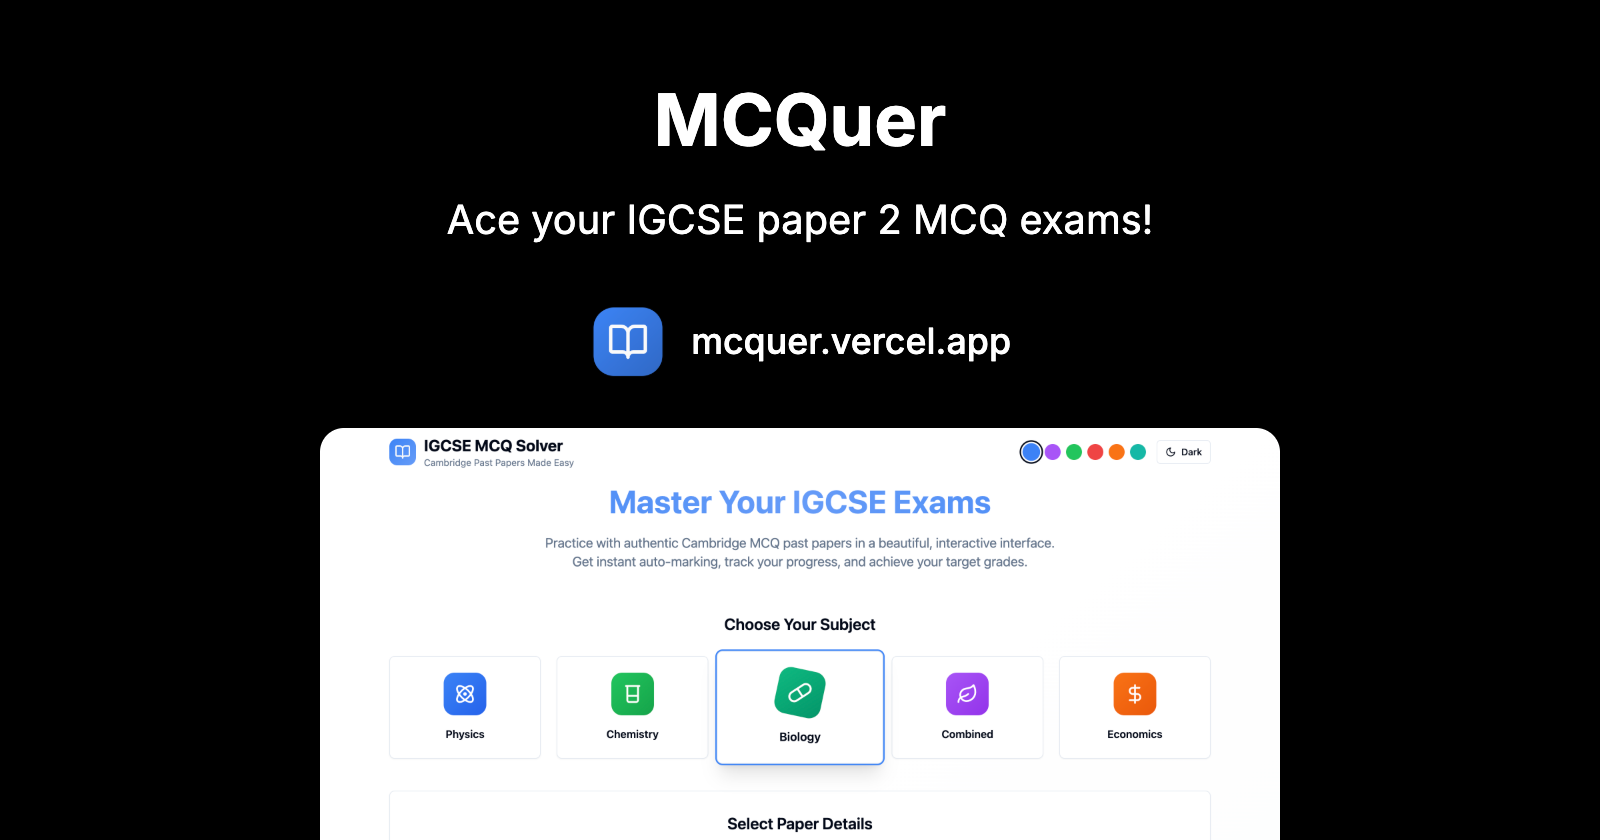 MCQuer
Ace your IGCSE paper 2 MCQ exams!
mcquer.vercel.app
IGCSE MCQ Solver
Cambridge Past Papers Made Easy
Dark
Master Your IGCSE Exams
Practice with authentic Cambridge MCQ past papers in a beautiful, interactive interface.
Get instant auto-marking, track your progress, and achieve your target grades.
Choose Your Subject
Physics
Chemistry
Biology
Combined
Economics
Select Paper Details